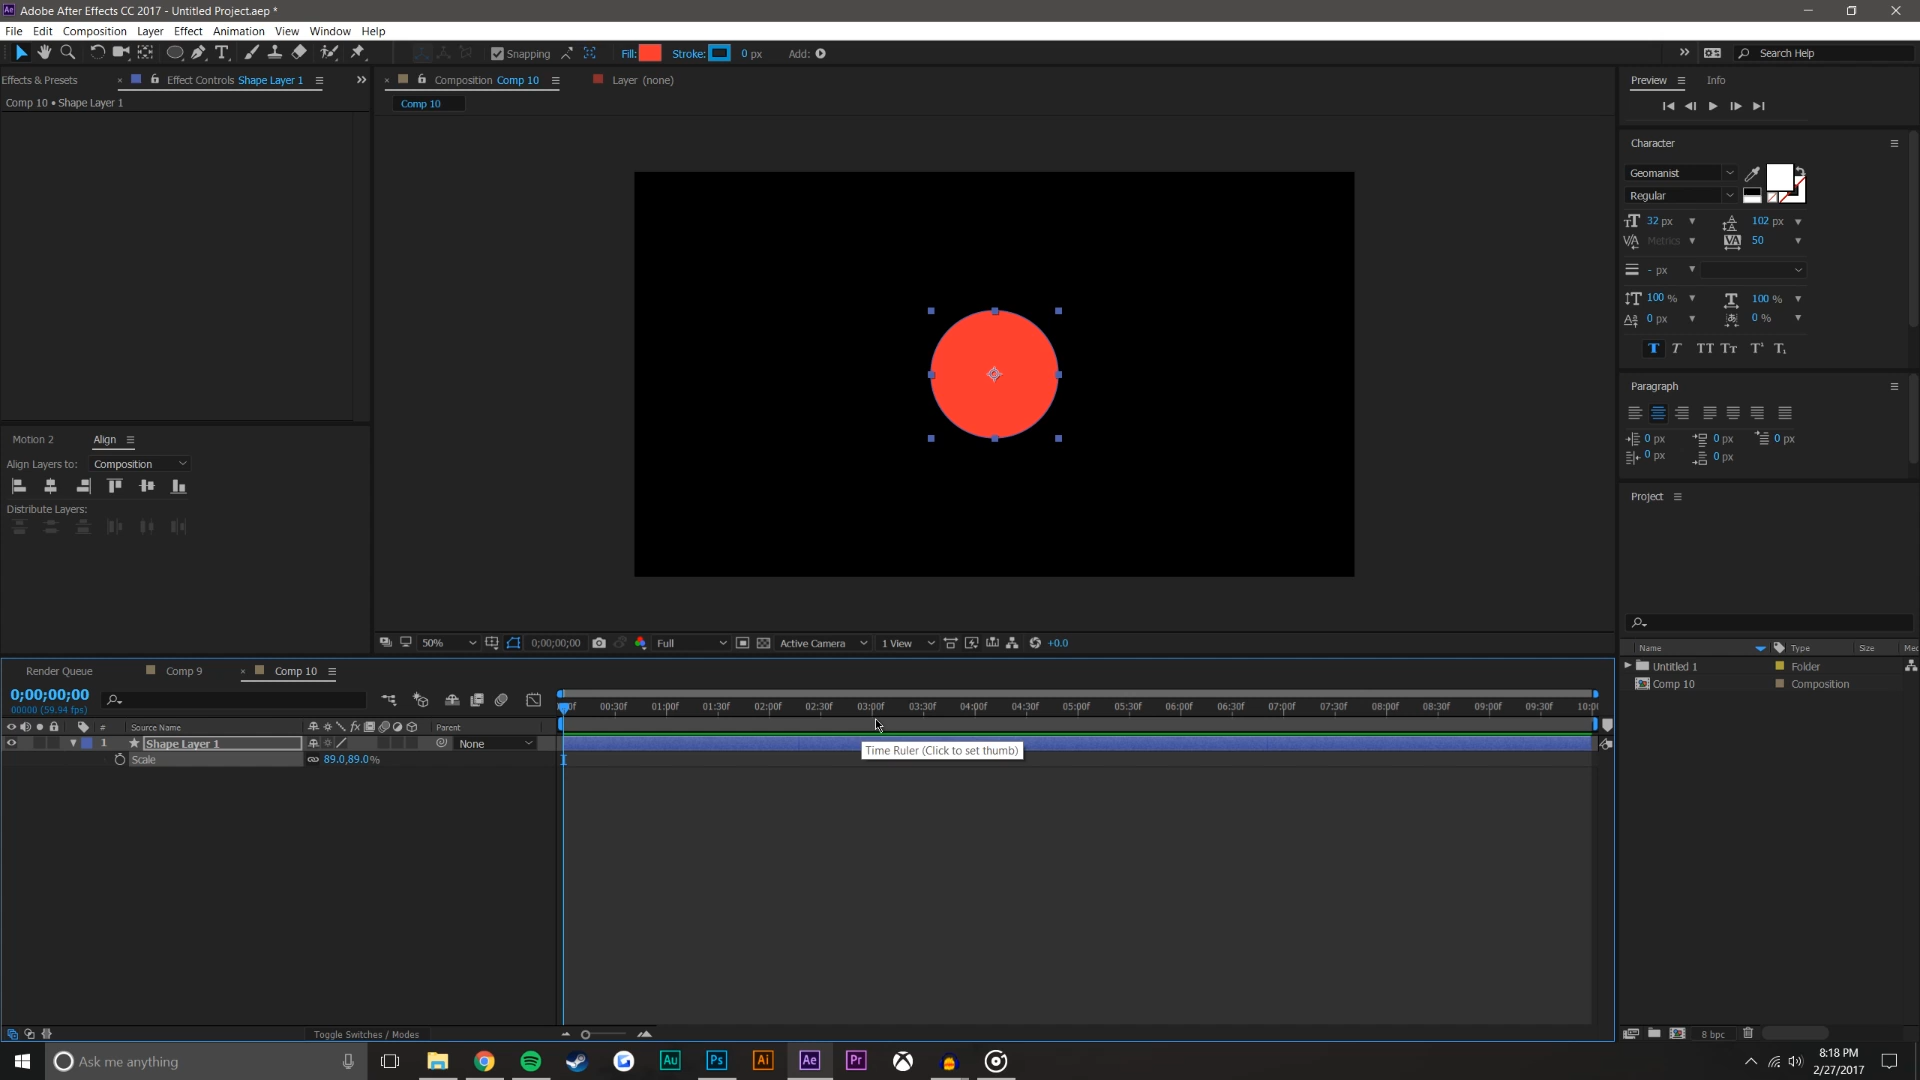 Adobe After Effects CC 2017 - Untitled Project.aep *
File Edit Composition Layer Effect Animation View Window Help
Snapping Fill: Stroke: 0 px Add: Search Help
Effects & Presets Effect Controls Shape Layer 1
Comp 10 • Shape Layer 1
Composition Comp 10 Layer (none)
Comp 10
Preview Info
Character
Geomanist
Regular
32 px 102 px
Metrics 50
- px
100 % 100 %
0 px 0 %
Paragraph
0 px 0 px 0 px
0 px 0 px
Motion 2 Align
Align Layers to: Composition
Distribute Layers:
Project
Name Type Size Mec
Untitled 1 Folder
Comp 10 Composition
8 bpc
50% 0;00;00;00 Full Active Camera 1 View +0.0
Render Queue Comp 9 Comp 10
0;00;00;00
00000 (59.94 fps)
00:30f 01:00f 01:30f 02:00f 02:30f 03:00f 03:30f 04:00f 04:30f 05:00f 05:30f 06:00f 06:30f 07:00f 07:30f 08:00f 08:30f 09:00f 09:30f 10:0
# Source Name Parent
1 Shape Layer 1 None
Scale 89.0,89.0%
Time Ruler (Click to set thumb)
Toggle Switches / Modes
Ask me anything
Au Ps Ai Ae Pr
8:18 PM
2/27/2017